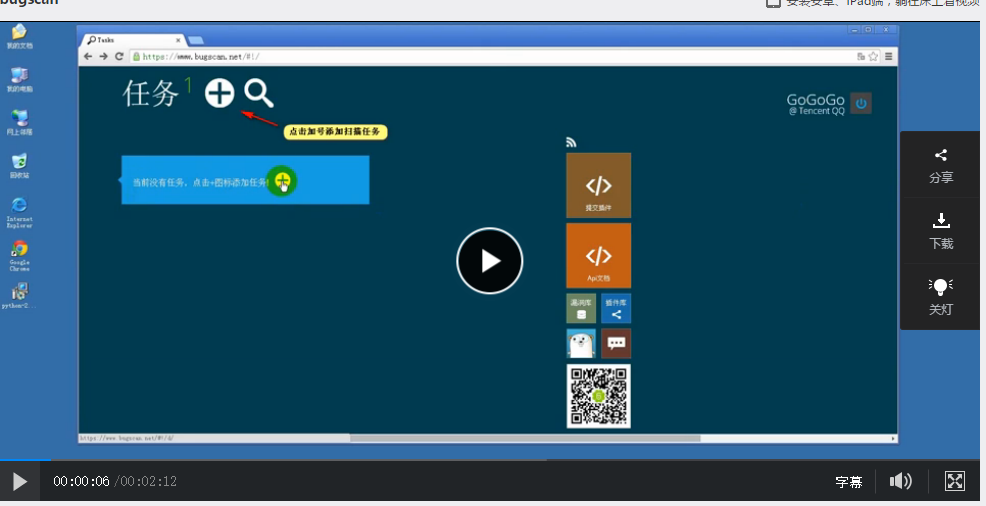 bugscan
安装安卓、iPad端，躺在床上看视频
我的文档
Tasks
https://www.bugscan.net/#!/
我的电脑
任务 1
GoGoGo
@ Tencent QQ
点击加号添加扫描任务
网上邻居
当前没有任务，点击+图标添加任务!
回收站
提交插件
分享
Internet
Explorer
Api文档
下载
Google
Chrome
漏洞库
插件库
python-2...
关灯
https://www.bugscan.net/#!/
00:00:06 /00:02:12
字幕